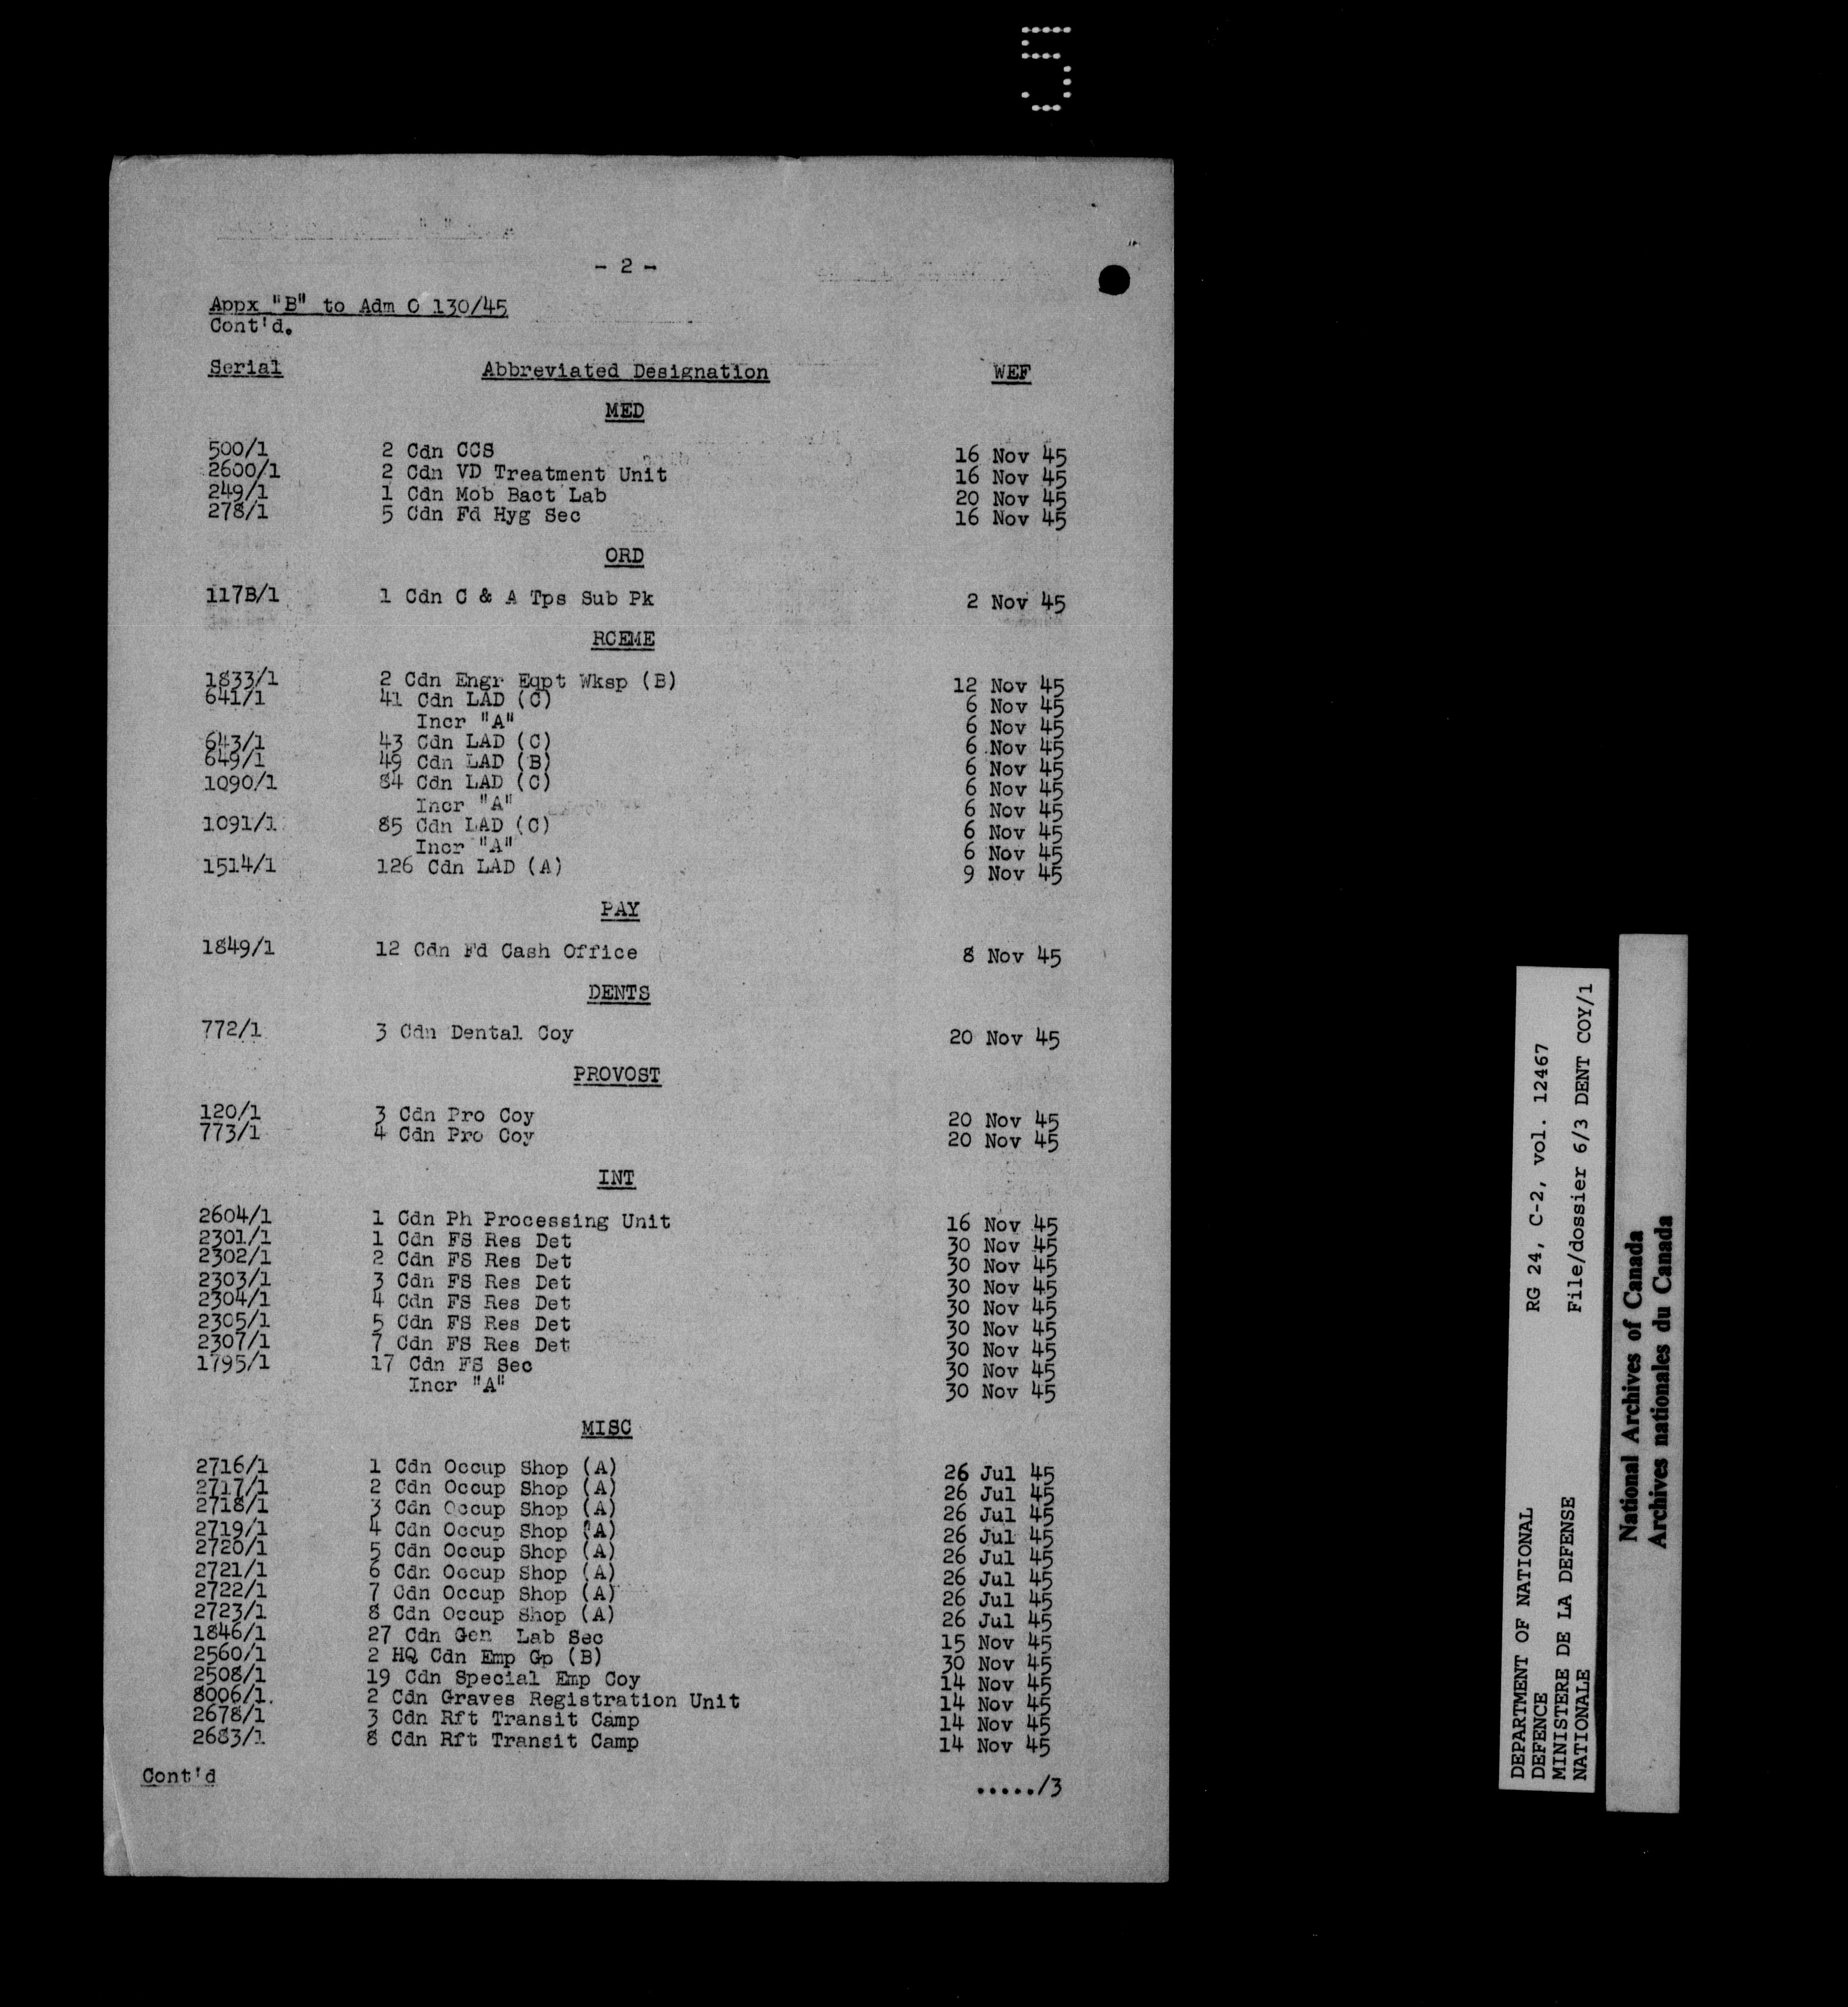 5
- 2 -
Appx "B" to Adm O 130/45
Cont'd.
Serial Abbreviated Designation WEF
MED
500/1 2 Cdn CCS 16 Nov 45
2600/1 2 Cdn VD Treatment Unit 16 Nov 45
249/1 1 Cdn Mob Bact Lab 20 Nov 45
278/1 5 Cdn Fd Hyg Sec 16 Nov 45
ORD
117B/1 1 Cdn C & A Tps Sub Pk 2 Nov 45
RCEME
1833/1 2 Cdn Engr Eqpt Wksp (B) 12 Nov 45
641/1 41 Cdn LAD (C) 6 Nov 45
Incr "A" 6 Nov 45
643/1 43 Cdn LAD (C) 6 Nov 45
649/1 49 Cdn LAD (B) 6 Nov 45
1090/1 84 Cdn LAD (C) 6 Nov 45
Incr "A" 6 Nov 45
1091/1 85 Cdn LAD (C) 6 Nov 45
Incr "A" 6 Nov 45
1514/1 126 Cdn LAD (A) 9 Nov 45
PAY
1849/1 12 Cdn Fd Cash Office 8 Nov 45
DENTS
772/1 3 Cdn Dental Coy 20 Nov 45
PROVOST
120/1 3 Cdn Pro Coy 20 Nov 45
773/1 4 Cdn Pro Coy 20 Nov 45
INT
2604/1 1 Cdn Ph Processing Unit 16 Nov 45
2301/1 1 Cdn FS Res Det 30 Nov 45
2302/1 2 Cdn FS Res Det 30 Nov 45
2303/1 3 Cdn FS Res Det 30 Nov 45
2304/1 4 Cdn FS Res Det 30 Nov 45
2305/1 5 Cdn FS Res Det 30 Nov 45
2307/1 7 Cdn FS Res Det 30 Nov 45
1795/1 17 Cdn FS Sec 30 Nov 45
Incr "A" 30 Nov 45
MISC
2716/1 1 Cdn Occup Shop (A) 26 Jul 45
2717/1 2 Cdn Occup Shop (A) 26 Jul 45
2718/1 3 Cdn Occup Shop (A) 26 Jul 45
2719/1 4 Cdn Occup Shop (A) 26 Jul 45
2720/1 5 Cdn Occup Shop (A) 26 Jul 45
2721/1 6 Cdn Occup Shop (A) 26 Jul 45
2722/1 7 Cdn Occup Shop (A) 26 Jul 45
2723/1 8 Cdn Occup Shop (A) 26 Jul 45
1846/1 27 Cdn Gen Lab Sec 15 Nov 45
2560/1 2 HQ Cdn Emp Gp (B) 30 Nov 45
2508/1 19 Cdn Special Emp Coy 14 Nov 45
8006/1. 2 Cdn Graves Registration Unit 14 Nov 45
2678/1 3 Cdn Rft Transit Camp 14 Nov 45
2683/1 8 Cdn Rft Transit Camp 14 Nov 45
Cont'd ...../3
DEPARTMENT OF NATIONAL RG 24, C-2, vol. 12467
DEFENCE
MINISTERE DE LA DEFENSE File/dossier 6/3 DENT COY/1
NATIONALE
National Archives of Canada
Archives nationales du Canada